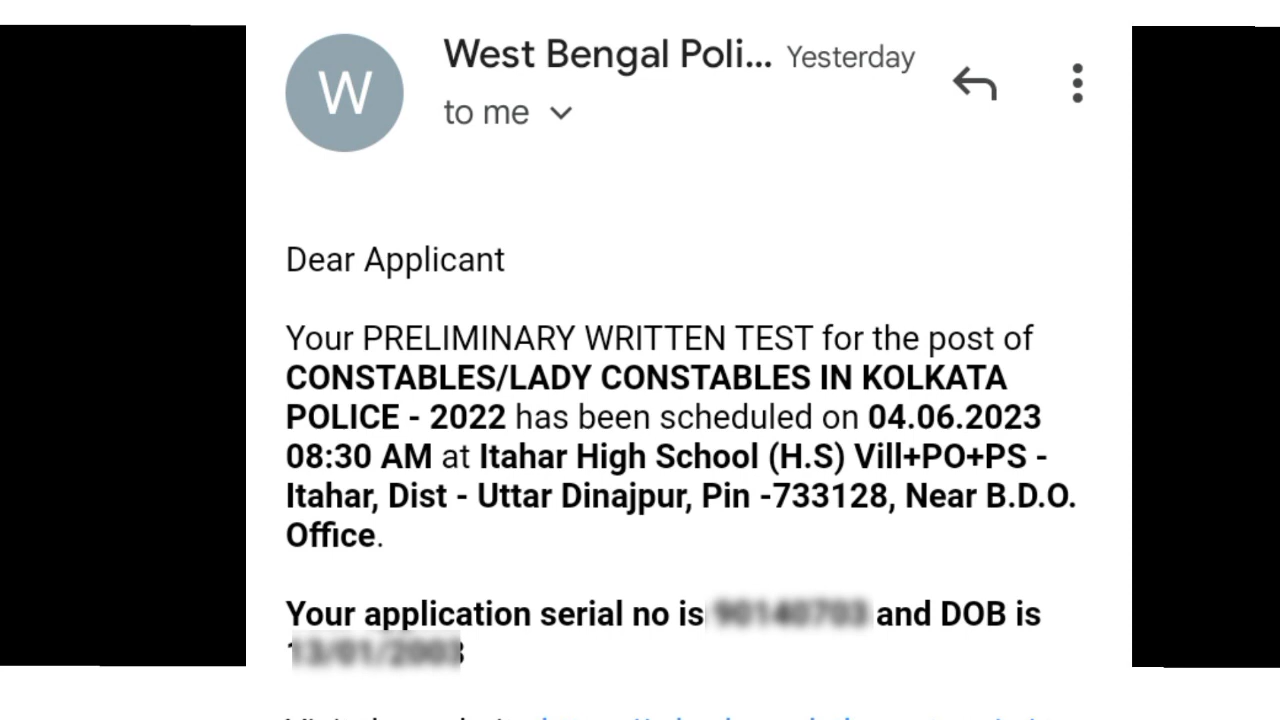 W
West Bengal Poli... Yesterday
to me
Dear Applicant
Your PRELIMINARY WRITTEN TEST for the post of
CONSTABLES/LADY CONSTABLES IN KOLKATA
POLICE - 2022 has been scheduled on 04.06.2023
08:30 AM at Itahar High School (H.S) Vill+PO+PS -
Itahar, Dist - Uttar Dinajpur, Pin -733128, Near B.D.O.
Office.
Your application serial no is and DOB is